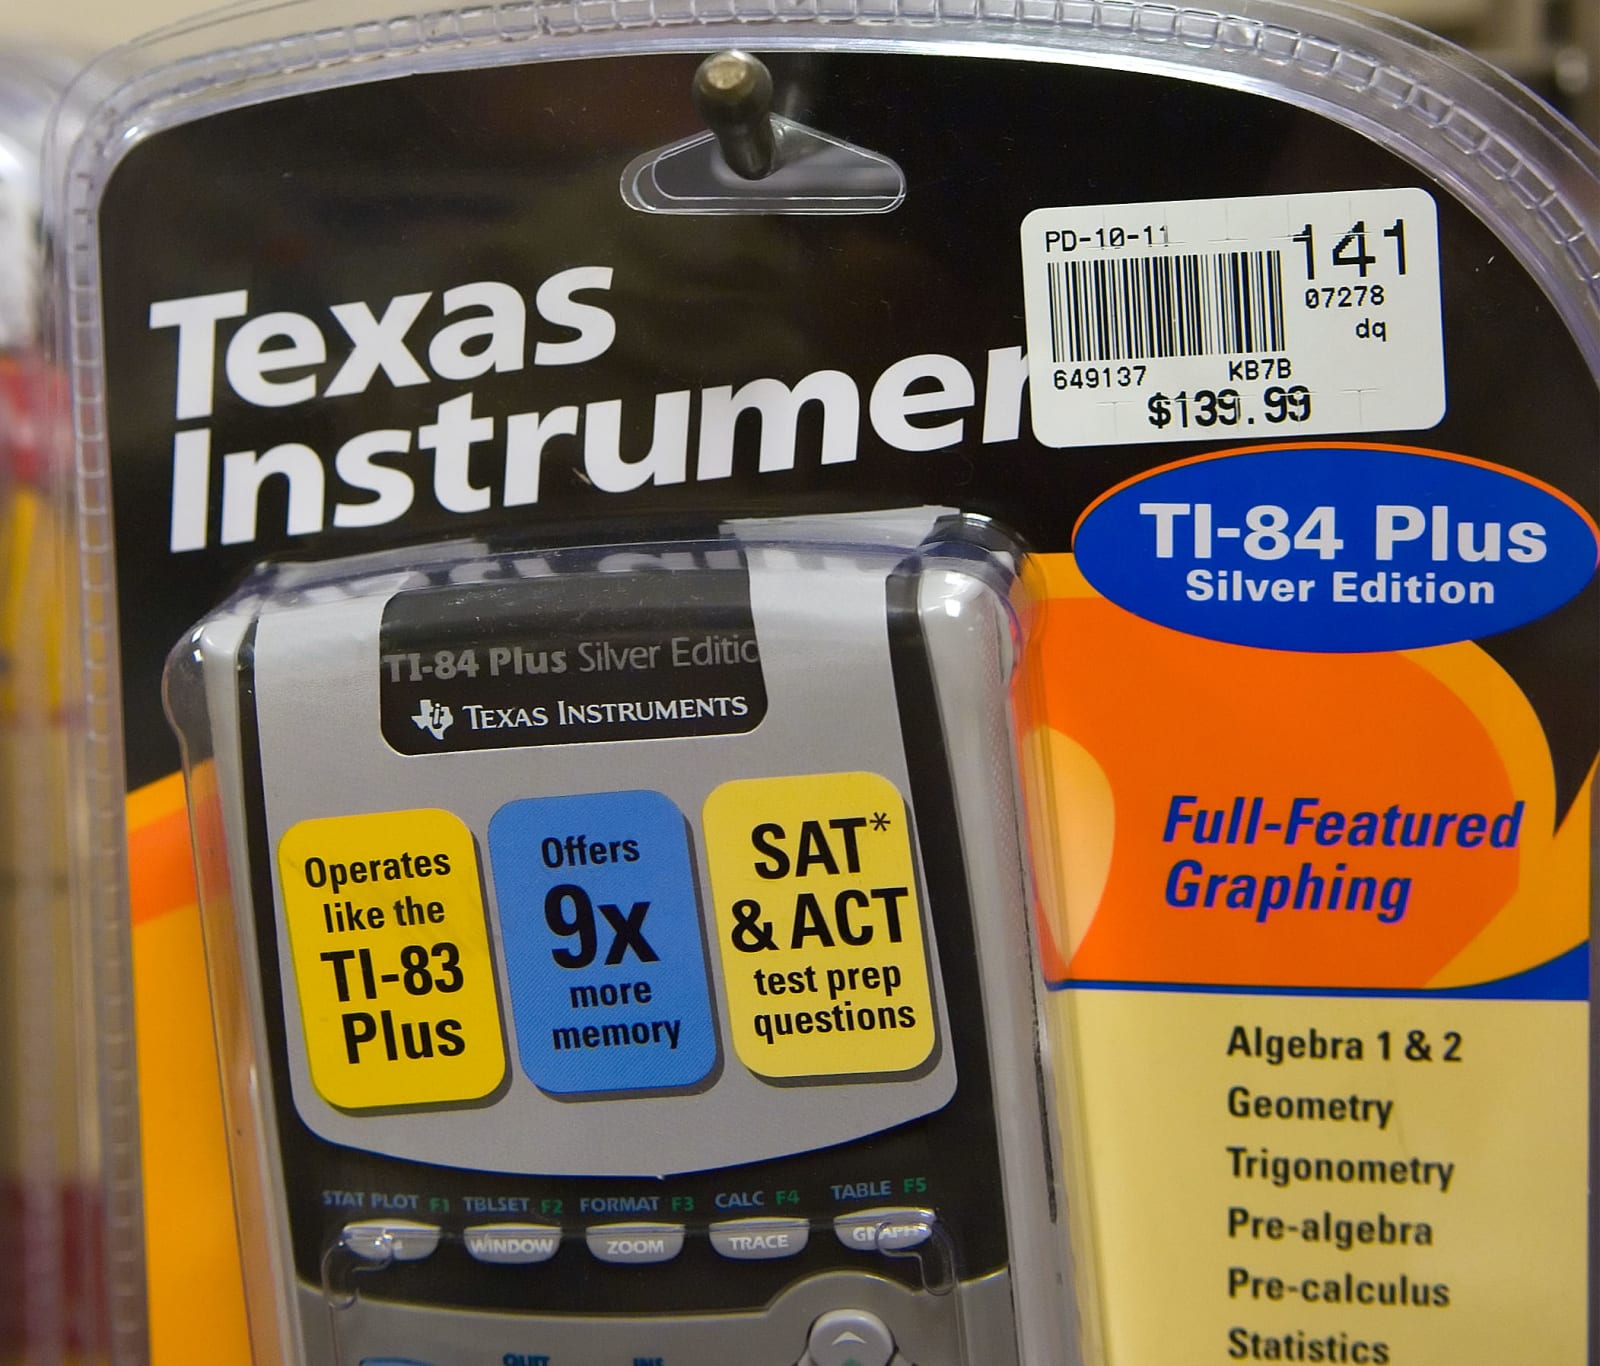 PD-10-11
141
07278
dq
649137 KB7B
$139.99
Texas
Instrumen
TI-84 Plus
Silver Edition
TI-84 Plus Silver Editio
TEXAS INSTRUMENTS
Operates
like the
TI-83
Plus
Offers
9x
more
memory
SAT*
& ACT
test prep
questions
Full-Featured
Graphing
Algebra 1 & 2
Geometry
Trigonometry
Pre-algebra
Pre-calculus
Statistics
STAT PLOT F1 TBLSET F2 FORMAT F3 CALC F4 TABLE F5
WINDOW ZOOM TRACE GRAPH
QUIT INS